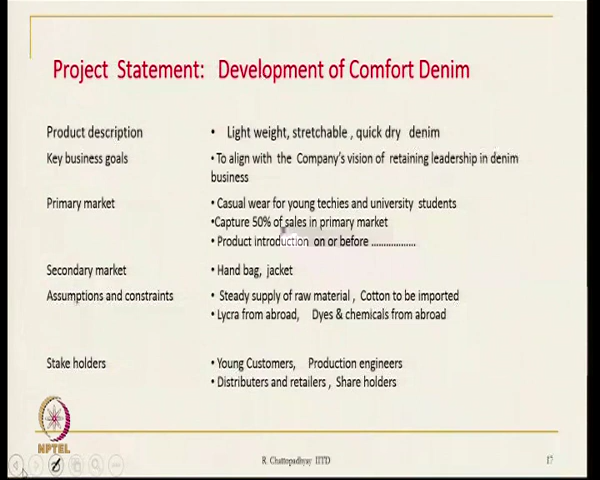 Project Statement: Development of Comfort Denim
Product description • Light weight, stretchable , quick dry denim
Key business goals • To align with the Company's vision of retaining leadership in denim
business
Primary market • Casual wear for young techies and university students
• Capture 50% of sales in primary market
• Product introduction on or before ..................
Secondary market • Hand bag, jacket
Assumptions and constraints • Steady supply of raw material , Cotton to be imported
• Lycra from abroad, Dyes & chemicals from abroad
Stake holders • Young Customers, Production engineers
• Distributers and retailers , Share holders
NPTEL
R. Chattopadhyay IITD 17